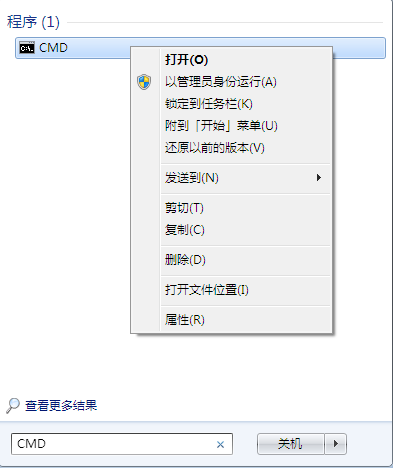 程序 (1)
CMD
打开(O)
以管理员身份运行(A)
锁定到任务栏(K)
附到「开始」菜单(U)
还原以前的版本(V)
发送到(N)
剪切(T)
复制(C)
删除(D)
打开文件位置(I)
属性(R)
查看更多结果
CMD
关机